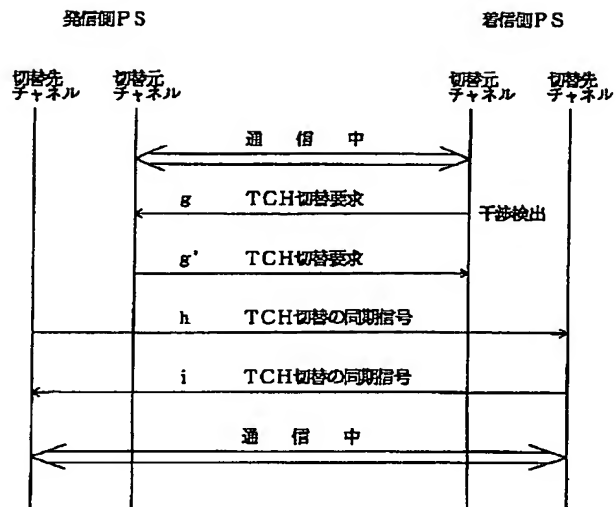 発信側PS
着信側PS
切替先
チャネル
切替元
チャネル
切替元
チャネル
切替先
チャネル
通 信 中
g TCH切替要求
干渉検出
g' TCH切替要求
h TCH切替の同期信号
i TCH切替の同期信号
通 信 中